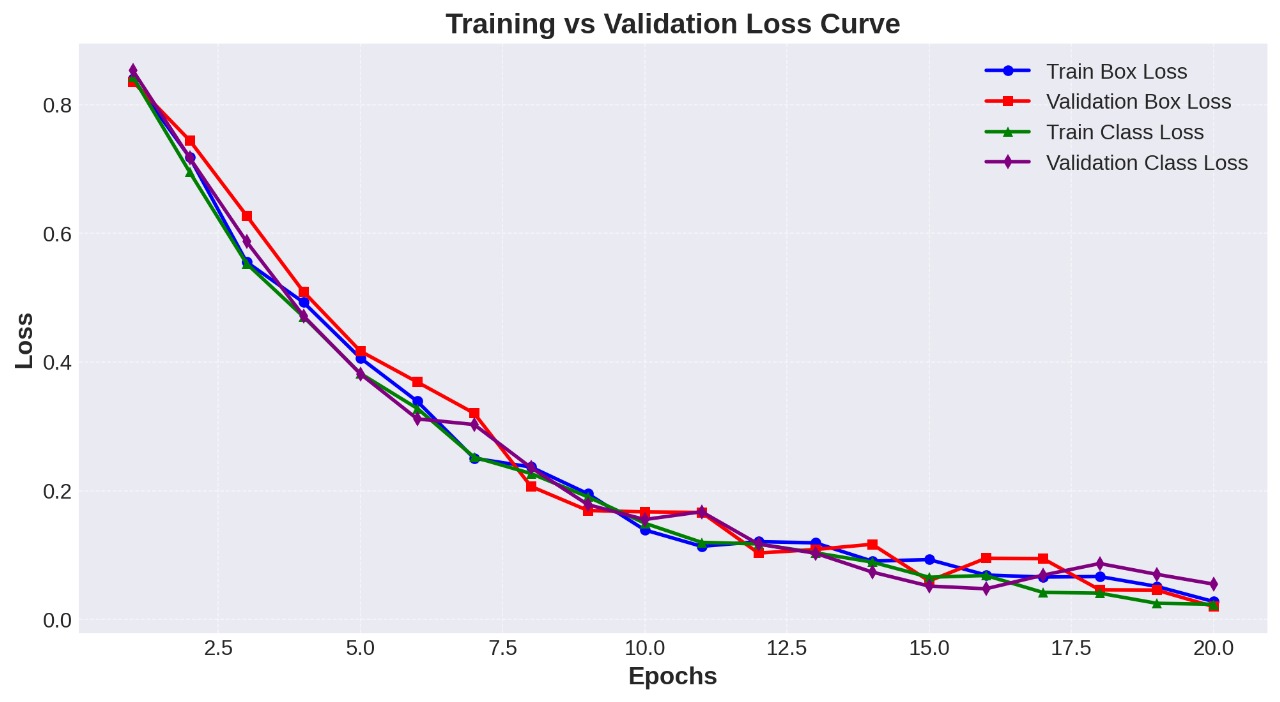 Training vs Validation Loss Curve
Train Box Loss
Validation Box Loss
Train Class Loss
Validation Class Loss
Loss
0.8
0.6
0.4
0.2
0.0
2.5 5.0 7.5 10.0 12.5 15.0 17.5 20.0
Epochs